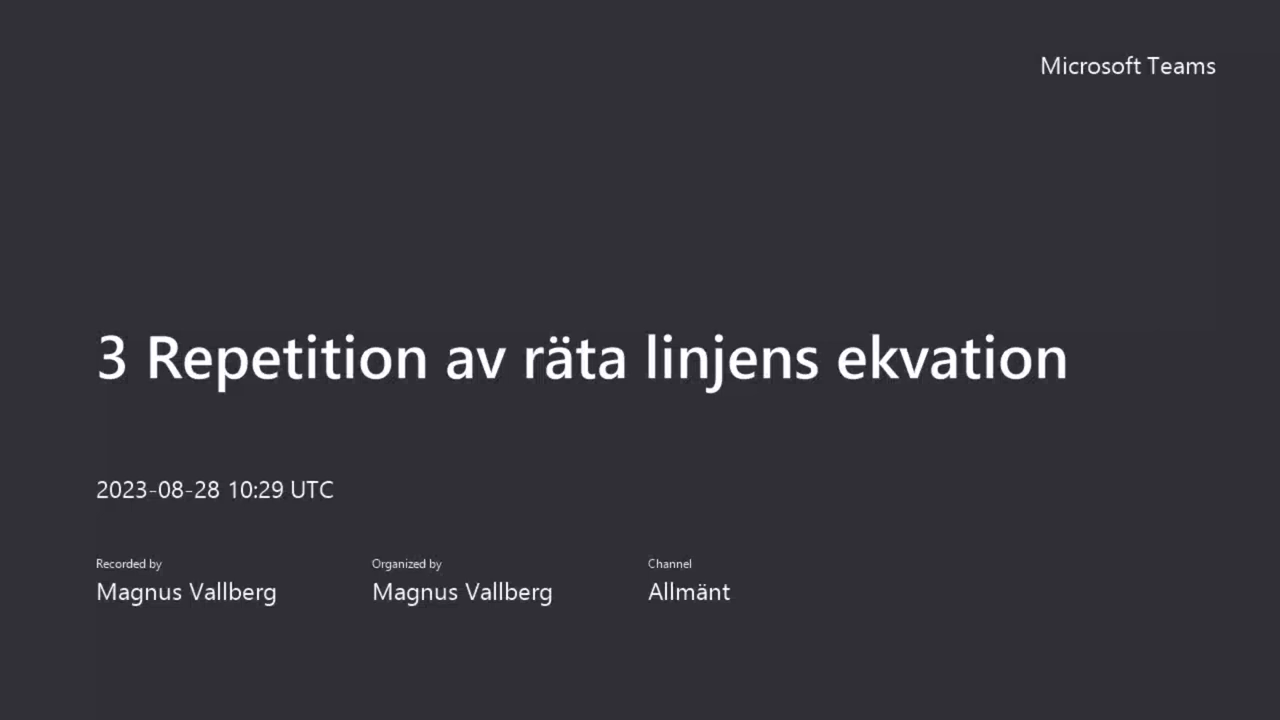 Microsoft Teams
3 Repetition av räta linjens ekvation
2023-08-28 10:29 UTC
Recorded by
Magnus Vallberg
Organized by
Magnus Vallberg
Channel
Allmänt